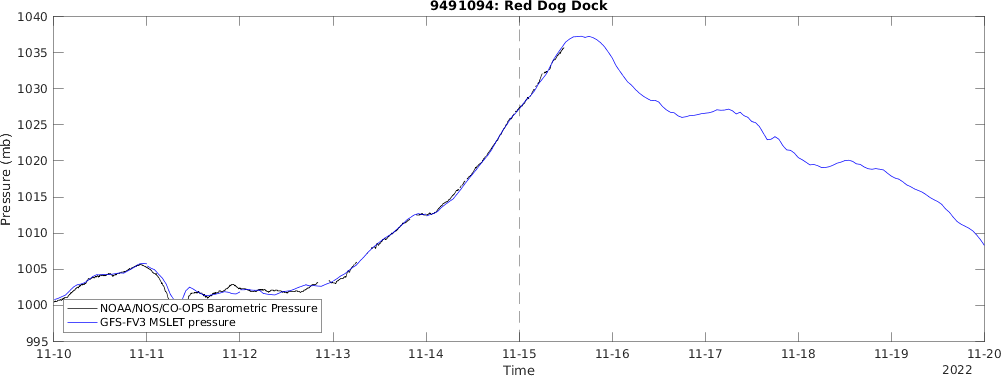 9491094: Red Dog Dock
1040
1035
1030
1025
1020
1015
1010
1005
1000
995
Pressure (mb)
NOAA/NOS/CO-OPS Barometric Pressure
GFS-FV3 MSLET pressure
11-10 11-11 11-12 11-13 11-14 11-15 11-16 11-17 11-18 11-19 11-20
Time
2022